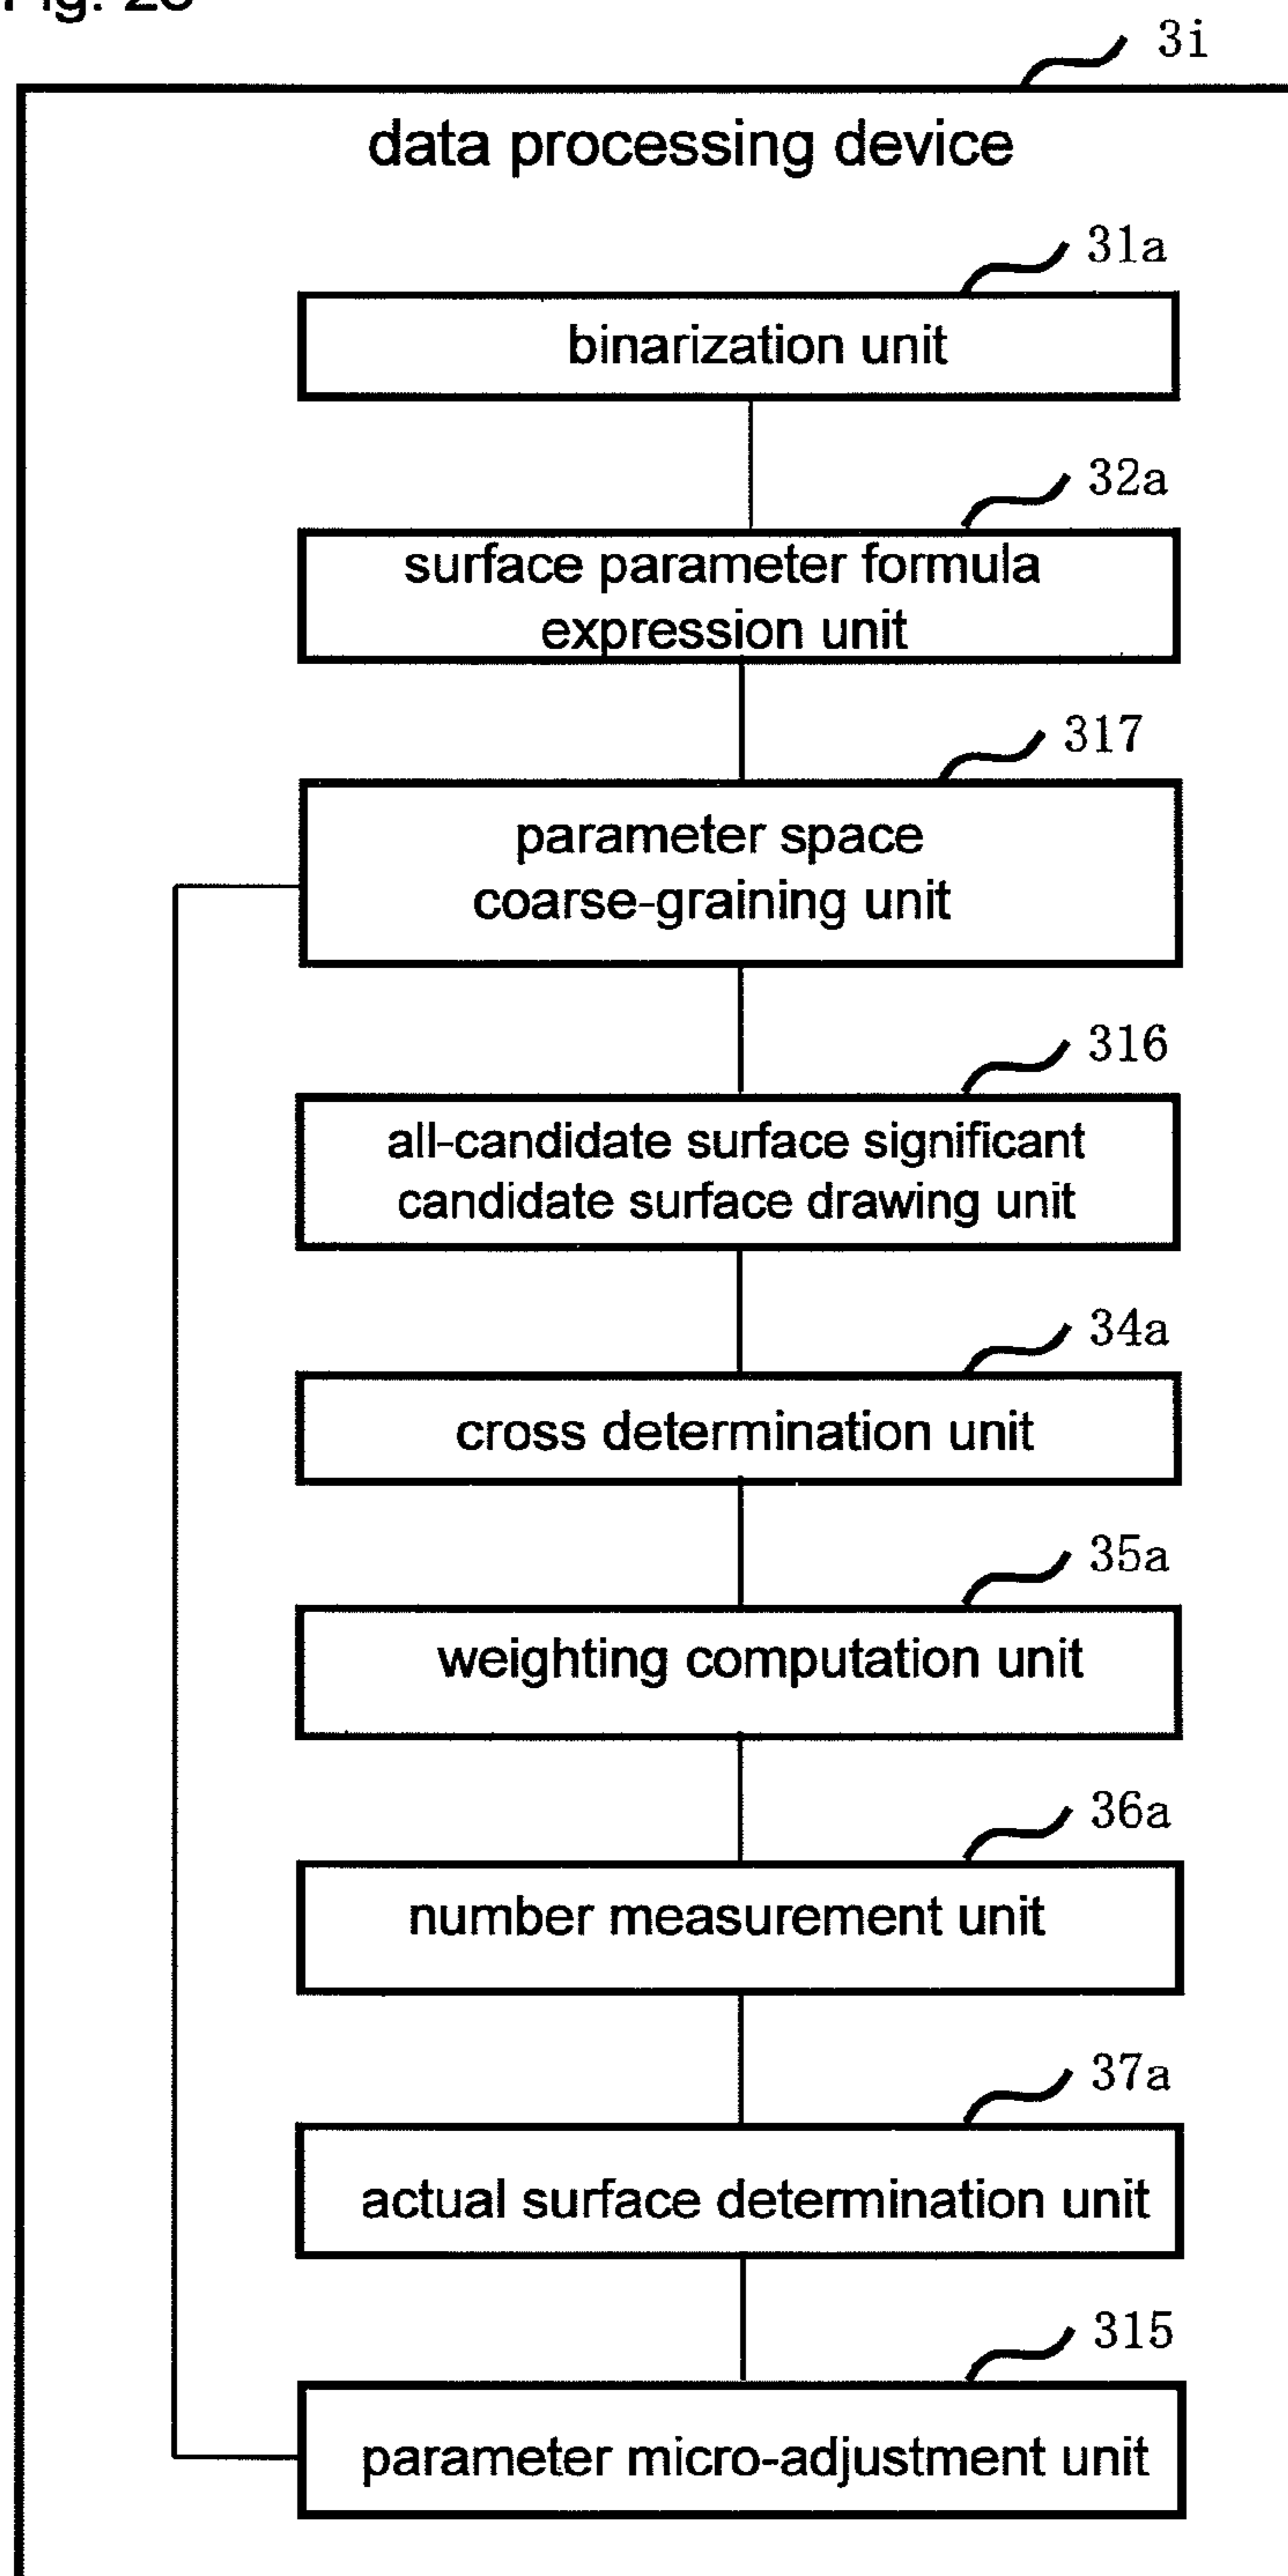 3i
data processing device
31a
binarization unit
32a
surface parameter formula
expression unit
317
parameter space
coarse-graining unit
316
all-candidate surface significant
candidate surface drawing unit
34a
cross determination unit
35a
weighting computation unit
36a
number measurement unit
37a
actual surface determination unit
315
parameter micro-adjustment unit